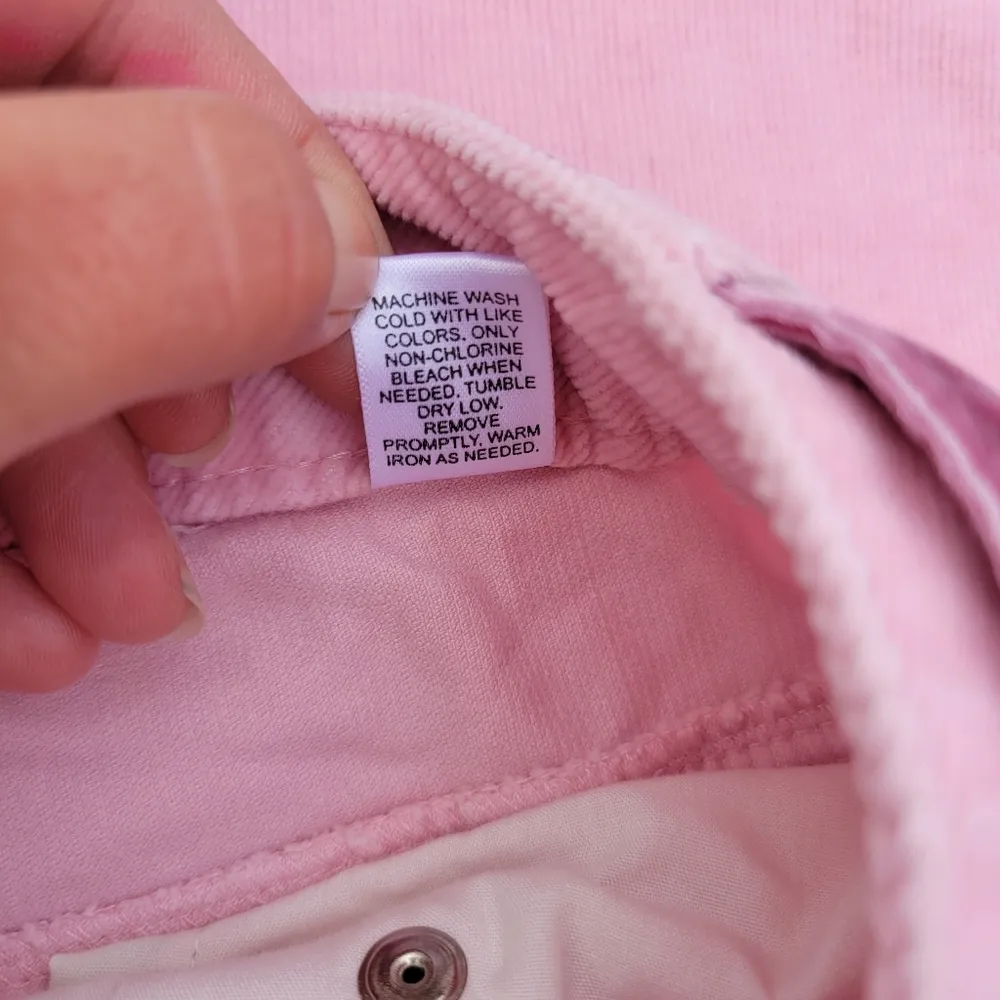 MACHINE WASH
COLD WITH LIKE
COLORS. ONLY
NON-CHLORINE
BLEACH WHEN
NEEDED. TUMBLE
DRY LOW.
REMOVE
PROMPTLY. WARM
IRON AS NEEDED.